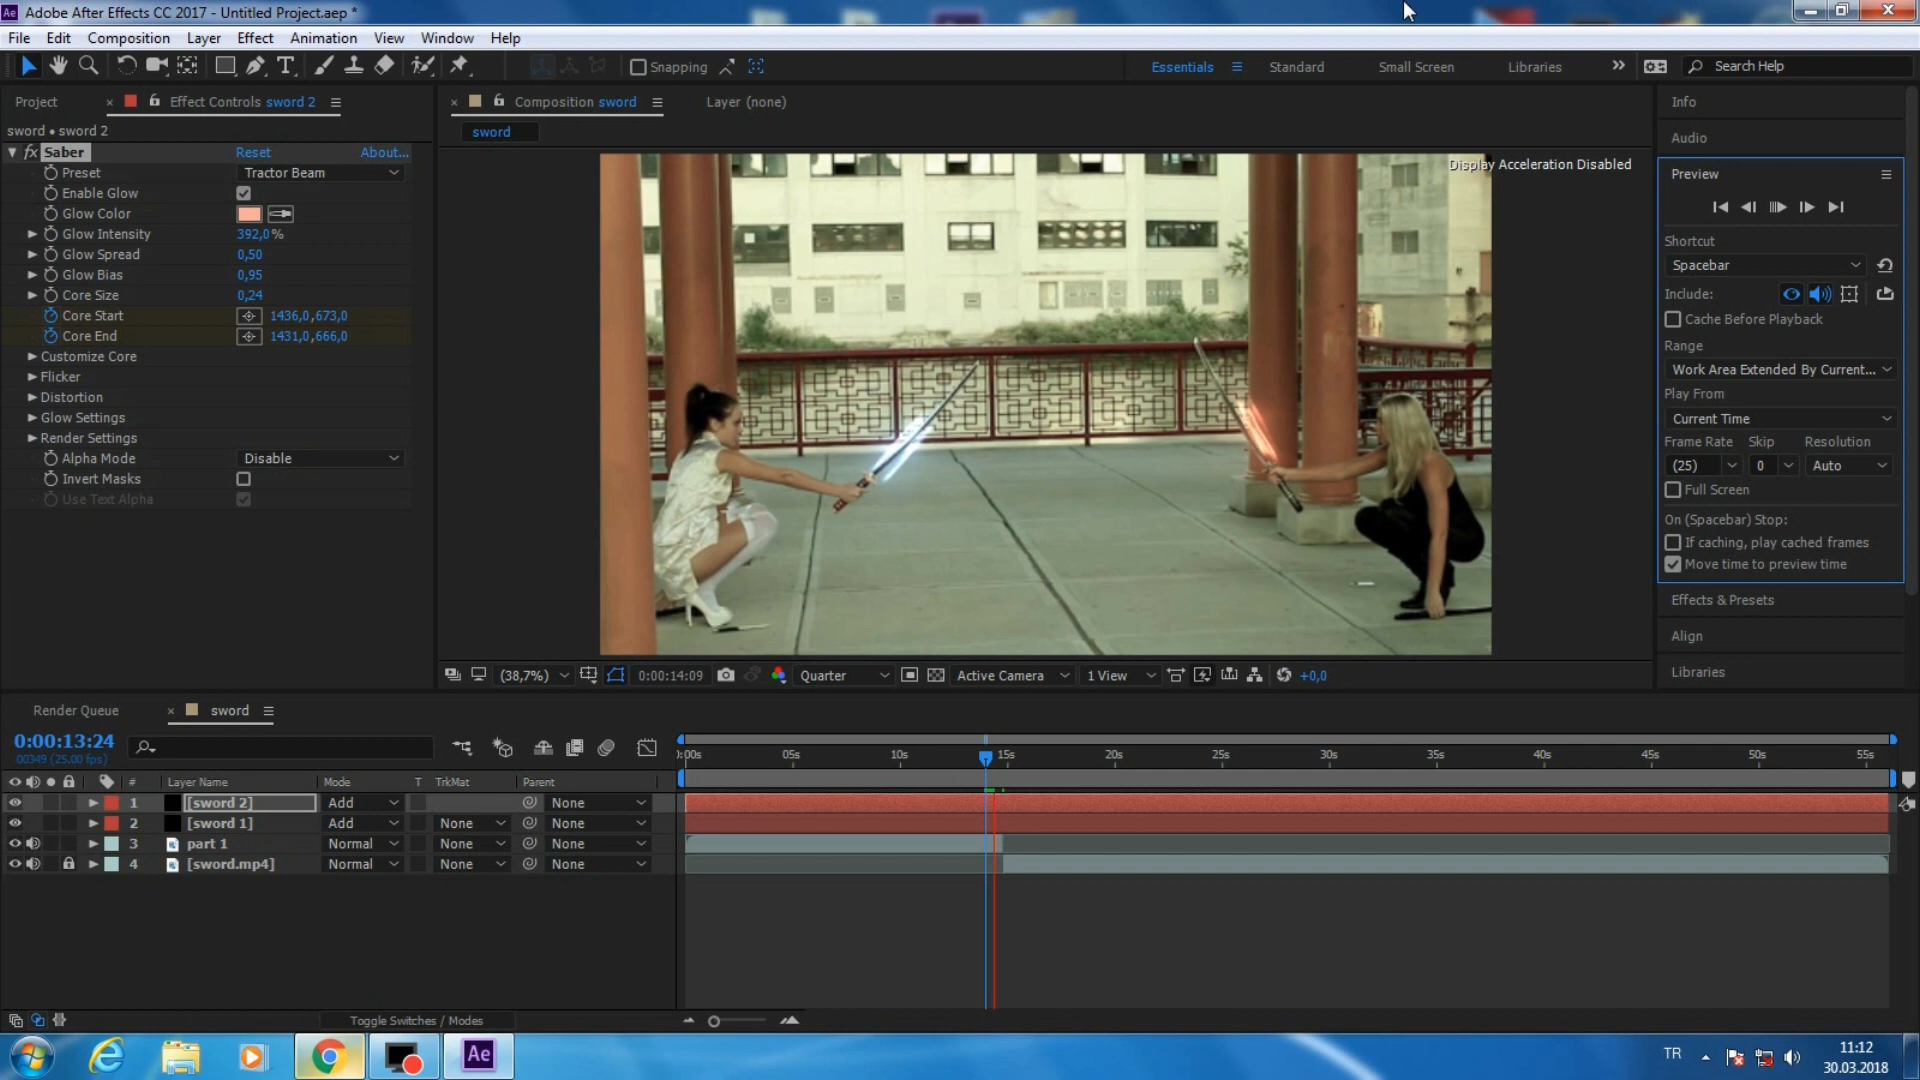 Adobe After Effects CC 2017 - Untitled Project.aep *
File Edit Composition Layer Effect Animation View Window Help
Snapping Essentials Standard Small Screen Libraries Search Help
Project Effect Controls sword 2 Composition sword Layer (none)
sword • sword 2
sword
fx Saber Reset About...
Preset Tractor Beam
Enable Glow
Glow Color
Glow Intensity 392,0%
Glow Spread 0,50
Glow Bias 0,95
Core Size 0,24
Core Start 1436,0,673,0
Core End 1431,0,666,0
Customize Core
Flicker
Distortion
Glow Settings
Render Settings
Alpha Mode Disable
Invert Masks
Use Text Alpha
Display Acceleration Disabled
(38,7%) 0:00:14:09 Quarter Active Camera 1 View +0,0
Info
Audio
Preview
Shortcut
Spacebar
Include:
Cache Before Playback
Range
Work Area Extended By Current...
Play From
Current Time
Frame Rate Skip Resolution
(25) 0 Auto
Full Screen
On (Spacebar) Stop:
If caching, play cached frames
Move time to preview time
Effects & Presets
Align
Libraries
Render Queue sword
0:00:13:24
00349 (25.00 fps)
):00s 05s 10s 15s 20s 25s 30s 35s 40s 45s 50s 55s
# Layer Name Mode T TrkMat Parent
1 [sword 2] Add None
2 [sword 1] Add None None
3 part 1 Normal None None
4 [sword.mp4] Normal None None
Toggle Switches / Modes
Ae
TR
11:12
30.03.2018